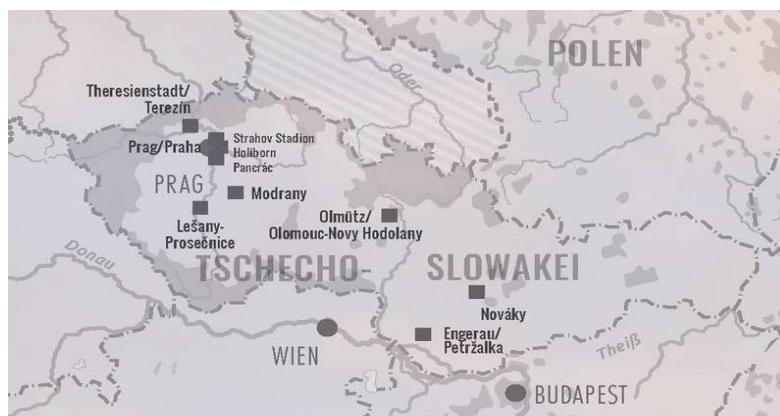 POLEN
Oder
Theresienstadt/
Terezín
Prag/Praha
Strahov Stadion
Holiborn
Pancrác
PRAG
Modrany
Lešany-
Prosečnice
Olmütz/
Olomouc-Novy Hodolany
Donau
TSCHECHO-
SLOWAKEI
Nováky
Engerau/
Petržalka
Theiß
WIEN
BUDAPEST